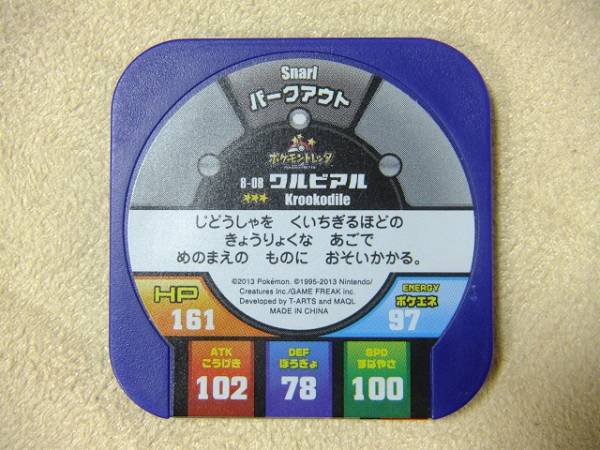 Snarl
バークアウト
ポケモントレッタ
8-08 ワルビアル
★★★ Krookodile
じどうしゃを くいちぎるほどの
きょうりょくな あごで
めのまえの ものに おそいかかる。
©2013 Pokémon. ©1995-2013 Nintendo/
Creatures Inc./GAME FREAK inc.
Developed by T-ARTS and MAQL
MADE IN CHINA
HP
161
ENERGY
ポケエネ
97
ATK
こうげき
102
DEF
ぼうぎょ
78
SPD
すばやさ
100